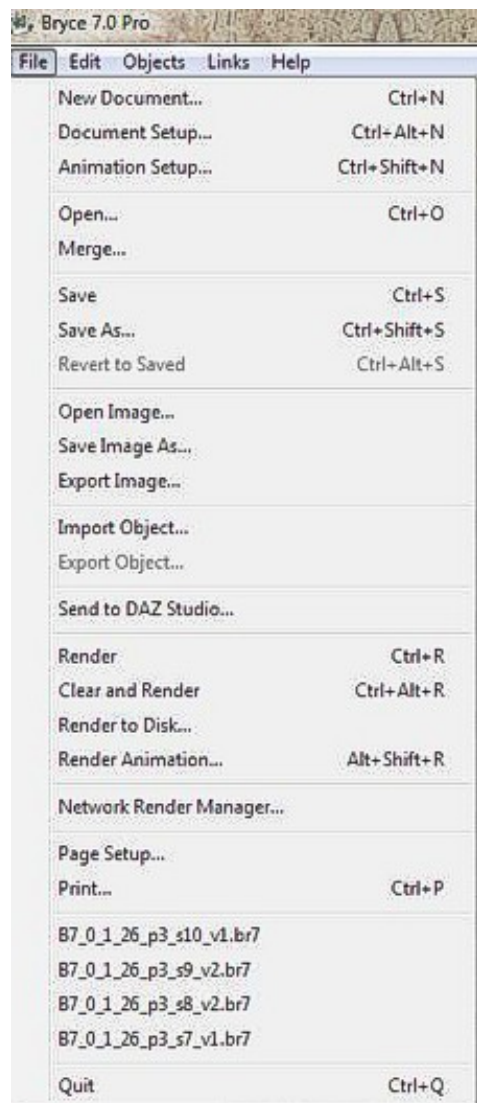 Bryce 7.0 Pro
File Edit Objects Links Help
New Document... Ctrl+N
Document Setup... Ctrl+Alt+N
Animation Setup... Ctrl+Shift+N
Open... Ctrl+O
Merge...
Save Ctrl+S
Save As... Ctrl+Shift+S
Revert to Saved Ctrl+Alt+S
Open Image...
Save Image As...
Export Image...
Import Object...
Export Object...
Send to DAZ Studio...
Render Ctrl+R
Clear and Render Ctrl+Alt+R
Render to Disk...
Render Animation... Alt+Shift+R
Network Render Manager...
Page Setup...
Print... Ctrl+P
B7_0_1_26_p3_s10_v1.br7
B7_0_1_26_p3_s9_v2.br7
B7_0_1_26_p3_s8_v2.br7
B7_0_1_26_p3_s7_v1.br7
Quit Ctrl+Q